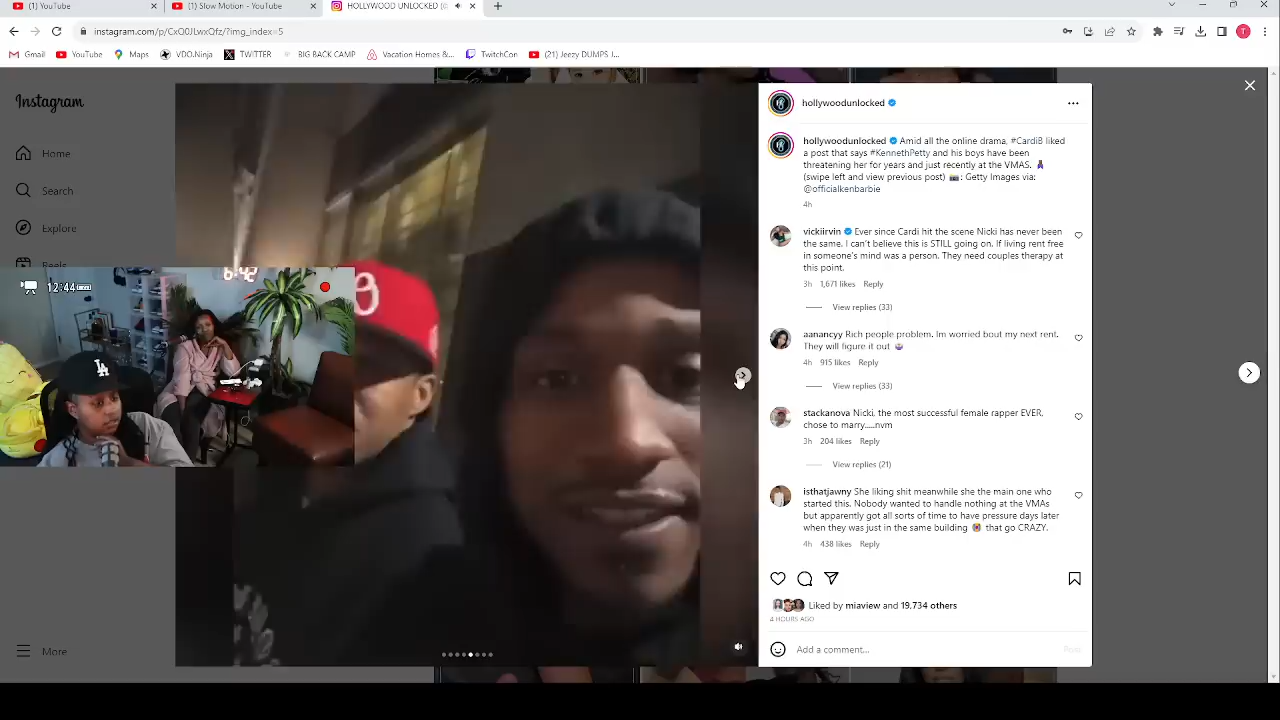 (1) YouTube
(1) Slow Motion - YouTube
HOLLYWOOD UNLOCKED (@
instagram.com/p/CxQ0JLwxQfz/?img_index=5
T
Gmail
YouTube
Maps
VDO.Ninja
TWITTER
BIG BACK CAMP
Vacation Homes &...
TwitchCon
(21) Jeezy DUMPS J...
Instagram
Home
Search
Explore
Reels
More
12:44
LA
hollywoodunlocked
hollywoodunlocked Amid all the online drama, #CardiB liked
a post that says #KennethPetty and his boys have been
threatening her for years and just recently at the VMAS.
(swipe left and view previous post) : Getty Images via:
@officialkenbarbie
4h
vickiirvin Ever since Cardi hit the scene Nicki has never been
the same. I can't believe this is STILL going on. If living rent free
in someone's mind was a person. They need couples therapy at
this point.
3h 1,671 likes Reply
View replies (33)
aanancyy Rich people problem. Im worried bout my next rent.
They will figure it out
4h 915 likes Reply
View replies (33)
stackanova Nicki, the most successful female rapper EVER,
chose to marry.....nvm
3h 204 likes Reply
View replies (21)
isthatjawny She liking shit meanwhile she the main one who
started this. Nobody wanted to handle nothing at the VMAs
but apparently got all sorts of time to have pressure days later
when they was just in the same building that go CRAZY.
4h 438 likes Reply
Liked by miaview and 19,734 others
4 HOURS AGO
Add a comment...
Post